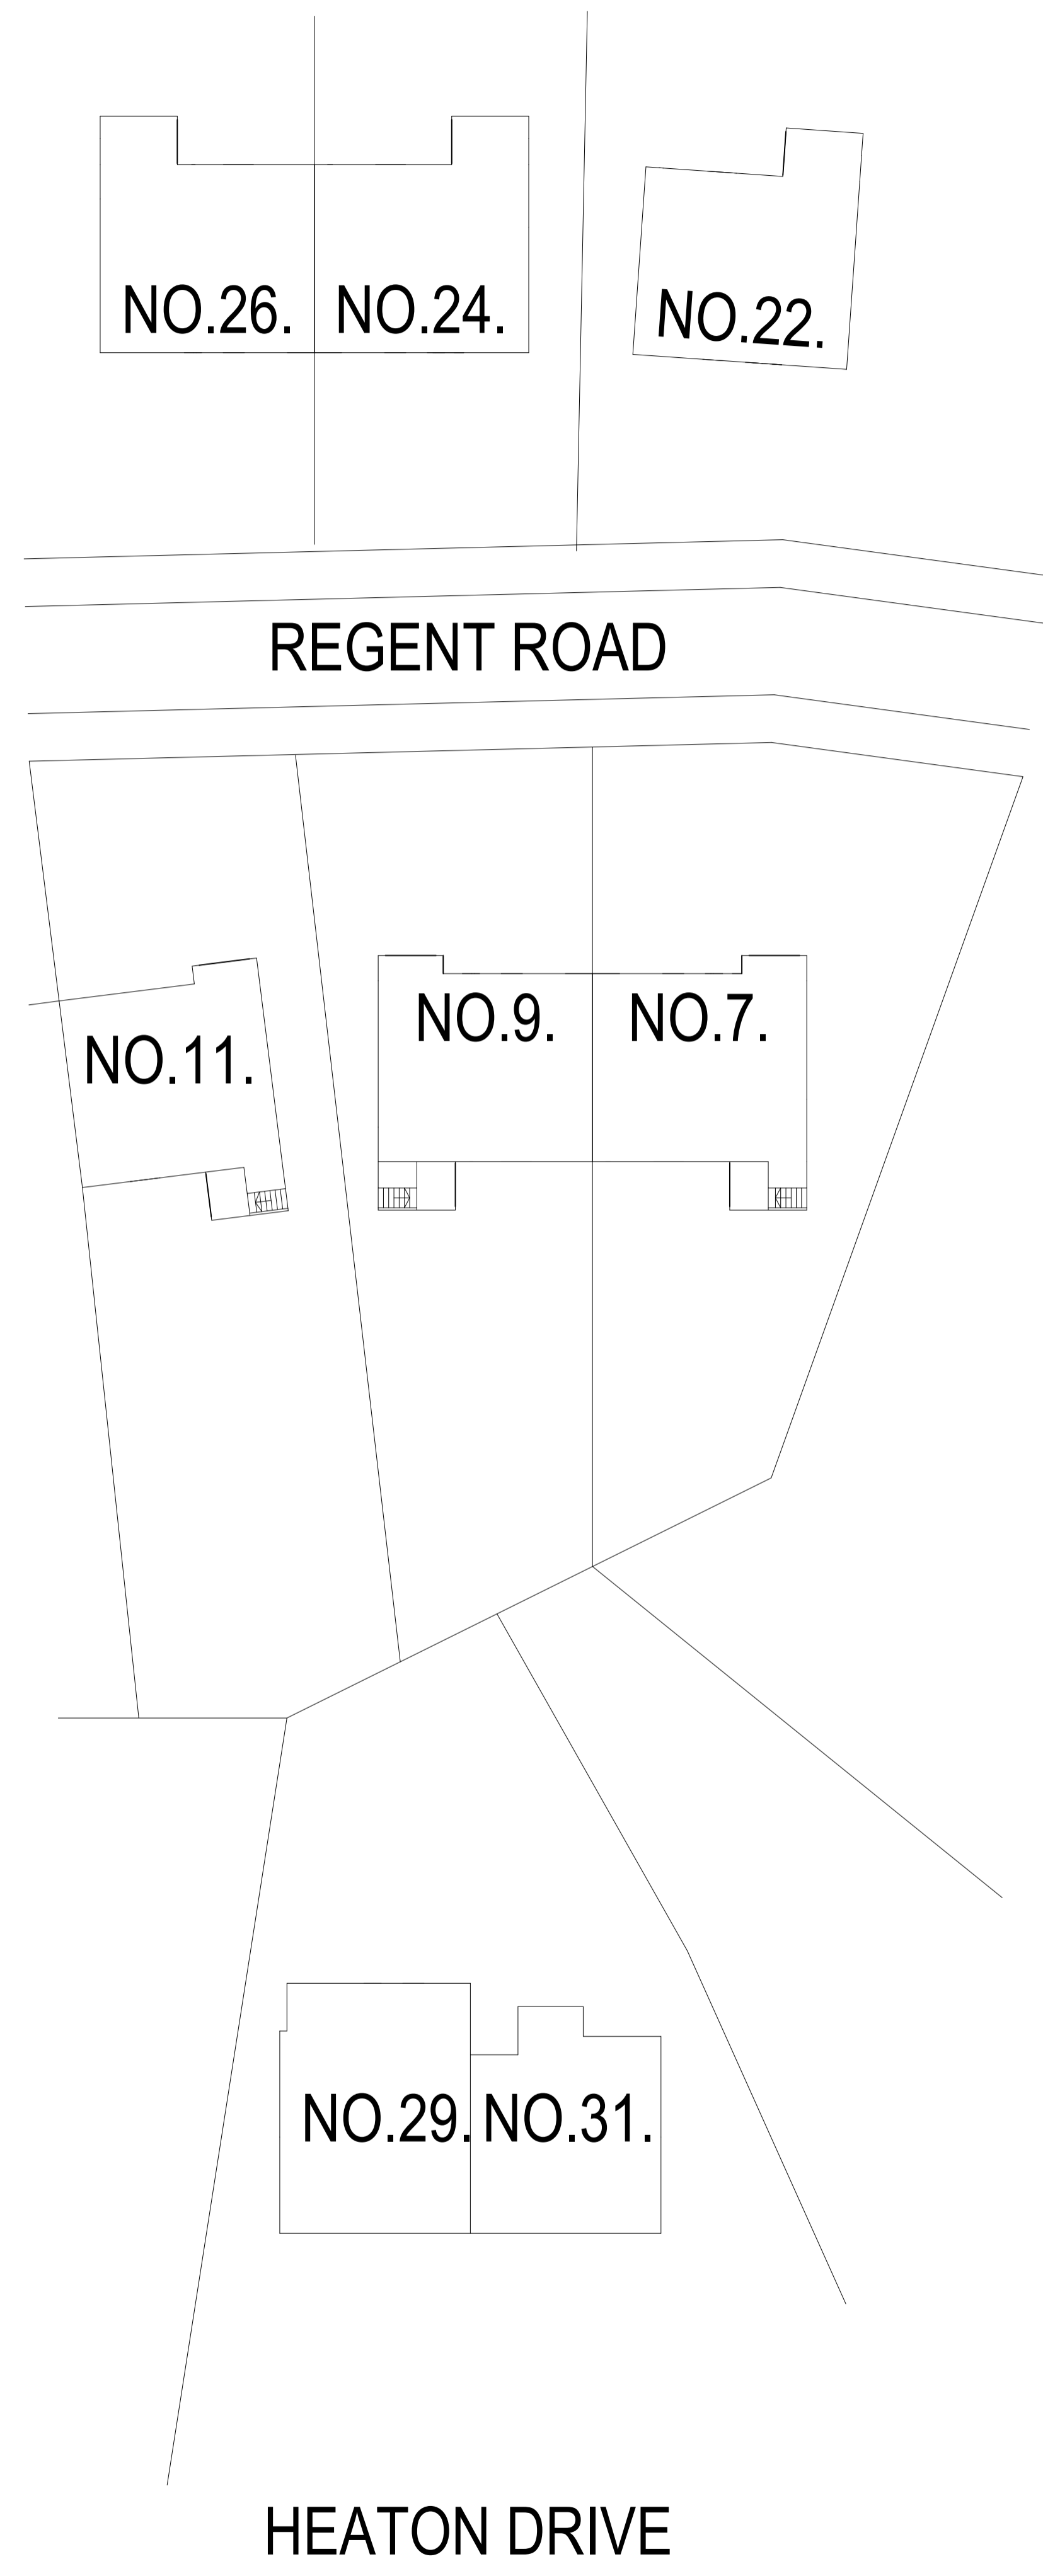 NO.26.
NO.24.
NO.22.
REGENT ROAD
NO.11.
NO.9.
NO.7.
NO.29.
NO.31.
HEATON DRIVE